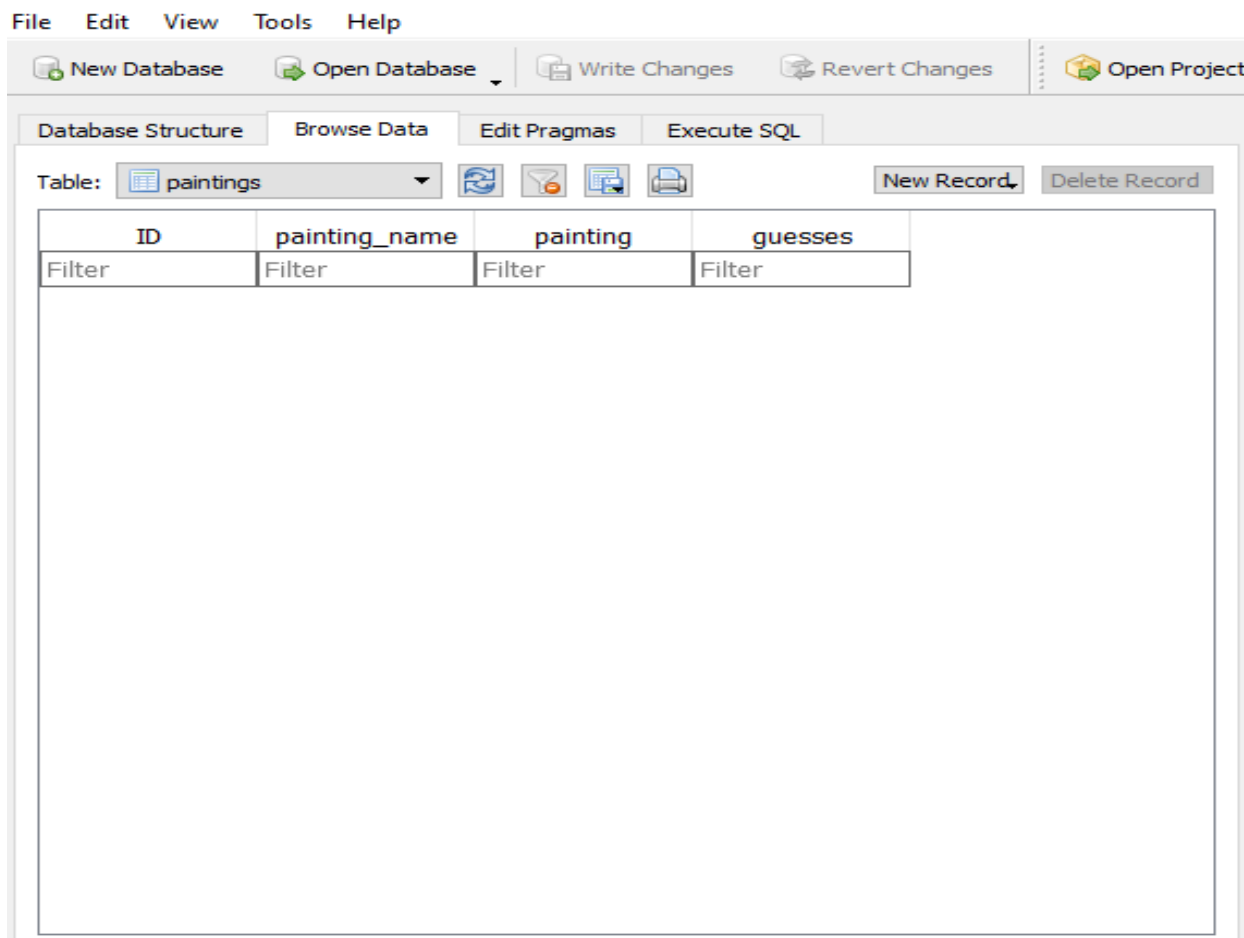 File Edit View Tools Help
New Database Open Database Write Changes Revert Changes Open Project
Database Structure Browse Data Edit Pragmas Execute SQL
Table: paintings New Record Delete Record
ID painting_name painting guesses
Filter Filter Filter Filter